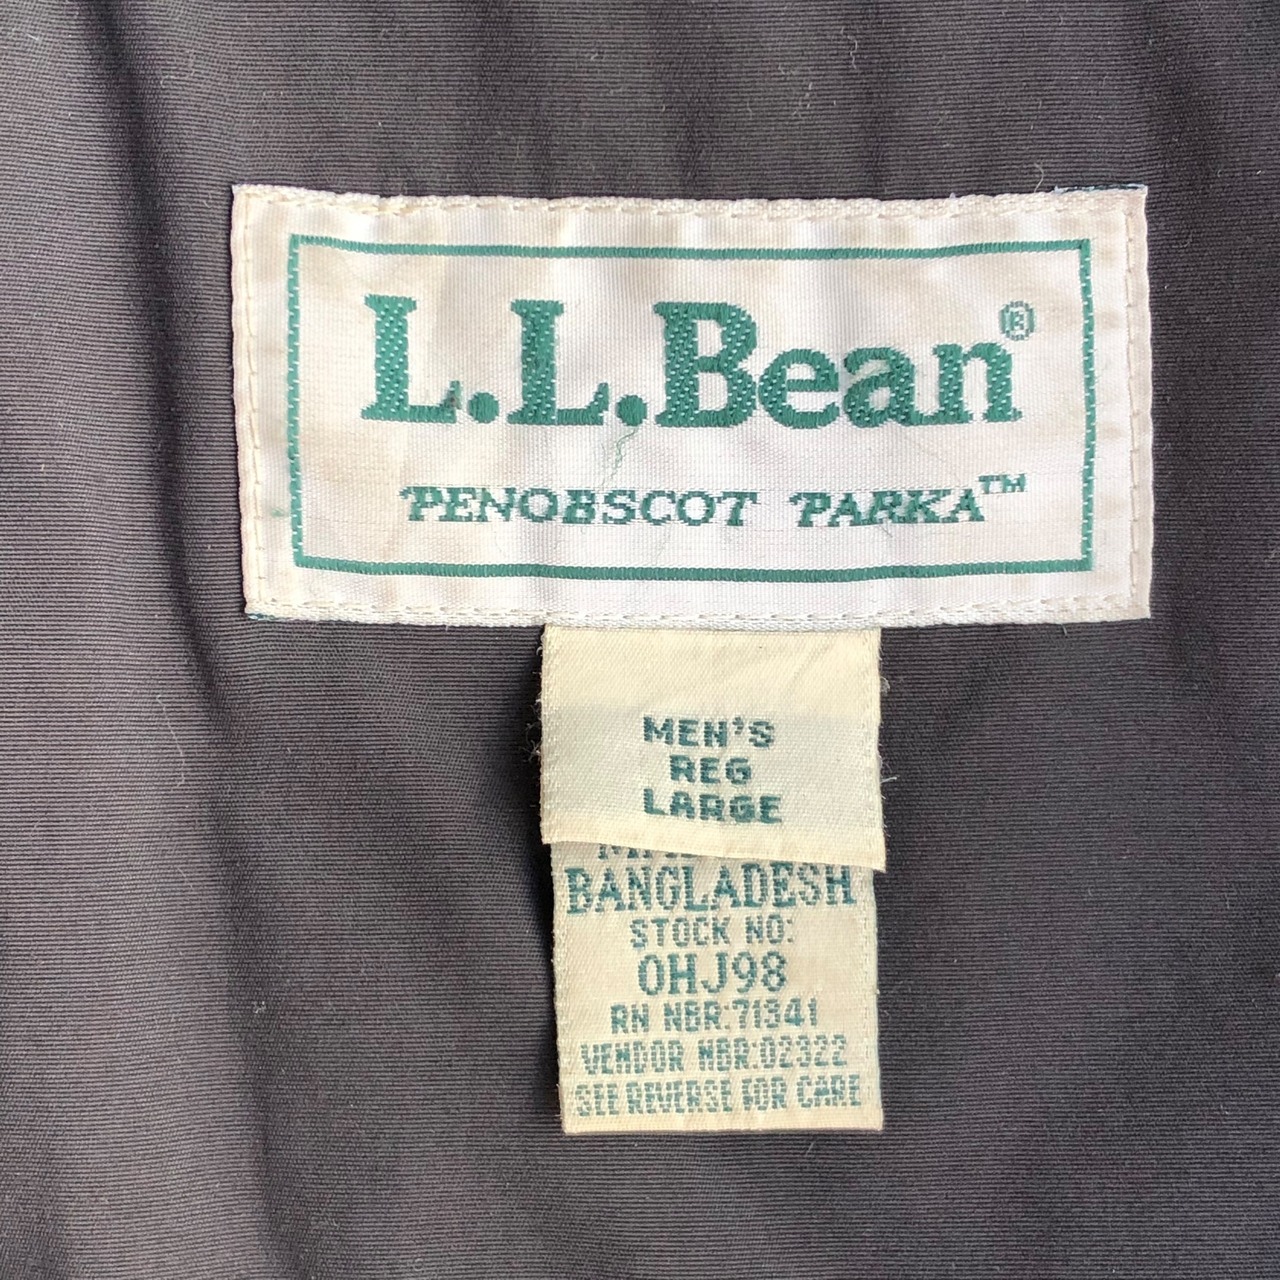 L.L.Bean®
PENOBSCOT PARKA™
MEN'S
REG
LARGE
BANGLADESH
STOCK NO:
0HJ98
RN NBR:71341
VENDOR NBR:02322
SEE REVERSE FOR CARE